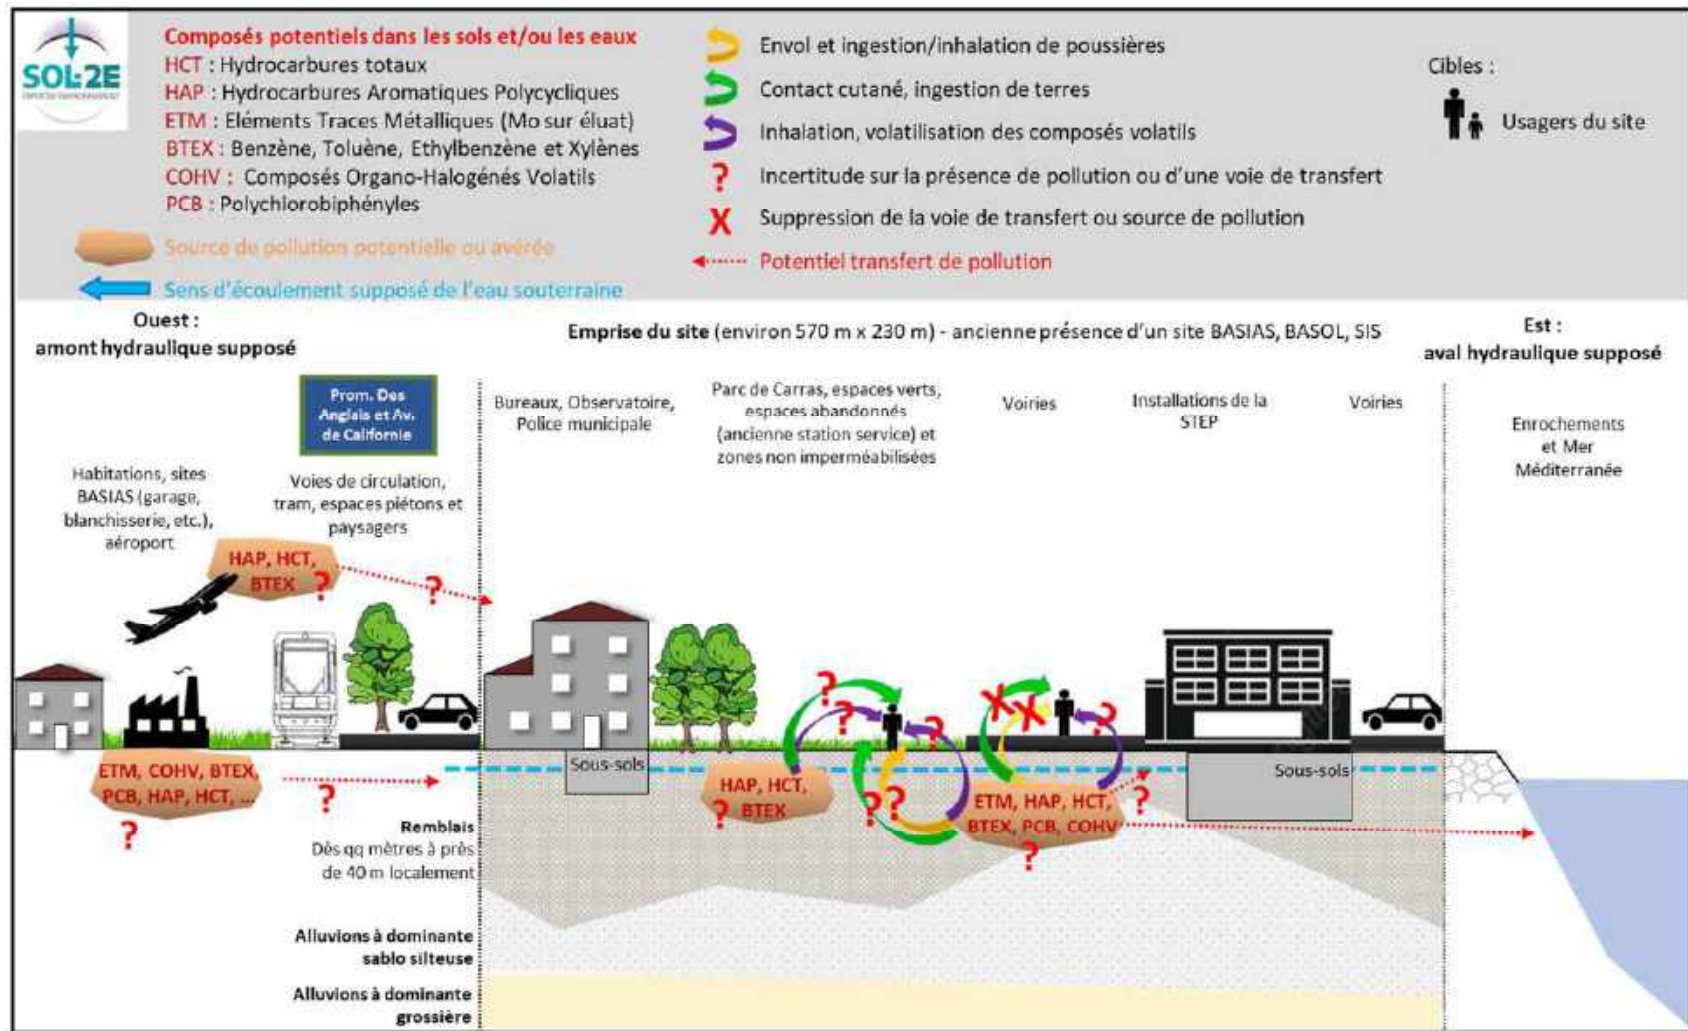 SOL-2E
Composés potentiels dans les sols et/ou les eaux
HCT : Hydrocarbures totaux
HAP : Hydrocarbures Aromatiques Polycycliques
ETM : Eléments Traces Métalliques (Mo sur éluat)
BTEX : Benzène, Toluène, Ethylbenzène et Xylènes
COHV : Composés Organo-Halogénés Volatils
PCB : Polychlorobiphényles
Source de pollution potentielle ou avérée
Sens d'écoulement supposé de l'eau souterraine
Envol et ingestion/inhalation de poussières
Contact cutané, ingestion de terres
Inhalation, volatilisation des composés volatils
? Incertitude sur la présence de pollution ou d'une voie de transfert
X Suppression de la voie de transfert ou source de pollution
Potentiel transfert de pollution
Cibles :
Usagers du site
Ouest :
amont hydraulique supposé
Emprise du site (environ 570 m x 230 m) - ancienne présence d'un site BASIAS, BASOL, SIS
Est :
aval hydraulique supposé
Prom. Des
Anglais et Av.
de Californie
Habitations, sites
BASIAS (garage,
blanchisserie, etc.),
aéroport
Voies de circulation,
tram, espaces piétons et
paysagers
Bureaux, Observatoire,
Police municipale
Parc de Carras, espaces verts,
espaces abandonnés
(ancienne station service) et
zones non imperméabilisées
Voiries
Installations de la
STEP
Voiries
Enrochements
et Mer
Méditerranée
HAP, HCT,
BTEX ?
?
? ? ?
X X ?
ETM, COHV, BTEX,
PCB, HAP, HCT, ...
?
?
Sous-sols
HAP, HCT,
? BTEX
? ?
ETM, HAP, HCT,
BTEX, PCB, COHV
?
?
Sous-sols
Remblais
Dès qq mètres à près
de 40 m localement
Alluvions à dominante
sablo silteuse
Alluvions à dominante
grossière